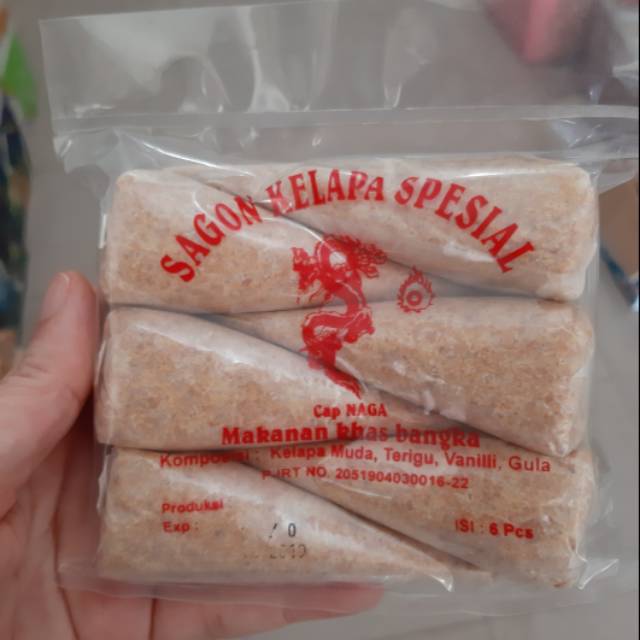 SAGON KELAPA SPESIAL
Cap NAGA
Makanan khas bangka
Komposisi : Kelapa Muda, Terigu, Vanilli, Gula
P.IRT NO. 2051904030016-22
Produksi
Exp :
ISI : 6 Pcs